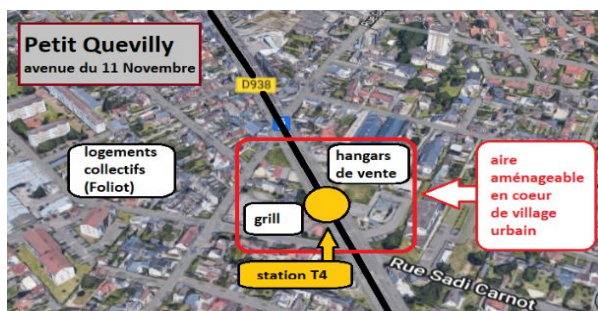 Petit Quevilly
avenue du 11 Novembre
D938
logements
collectifs
(Foliot)
hangars
de vente
grill
aire
aménageable
en coeur
de village
urbain
station T4
Rue Sadi Carnot